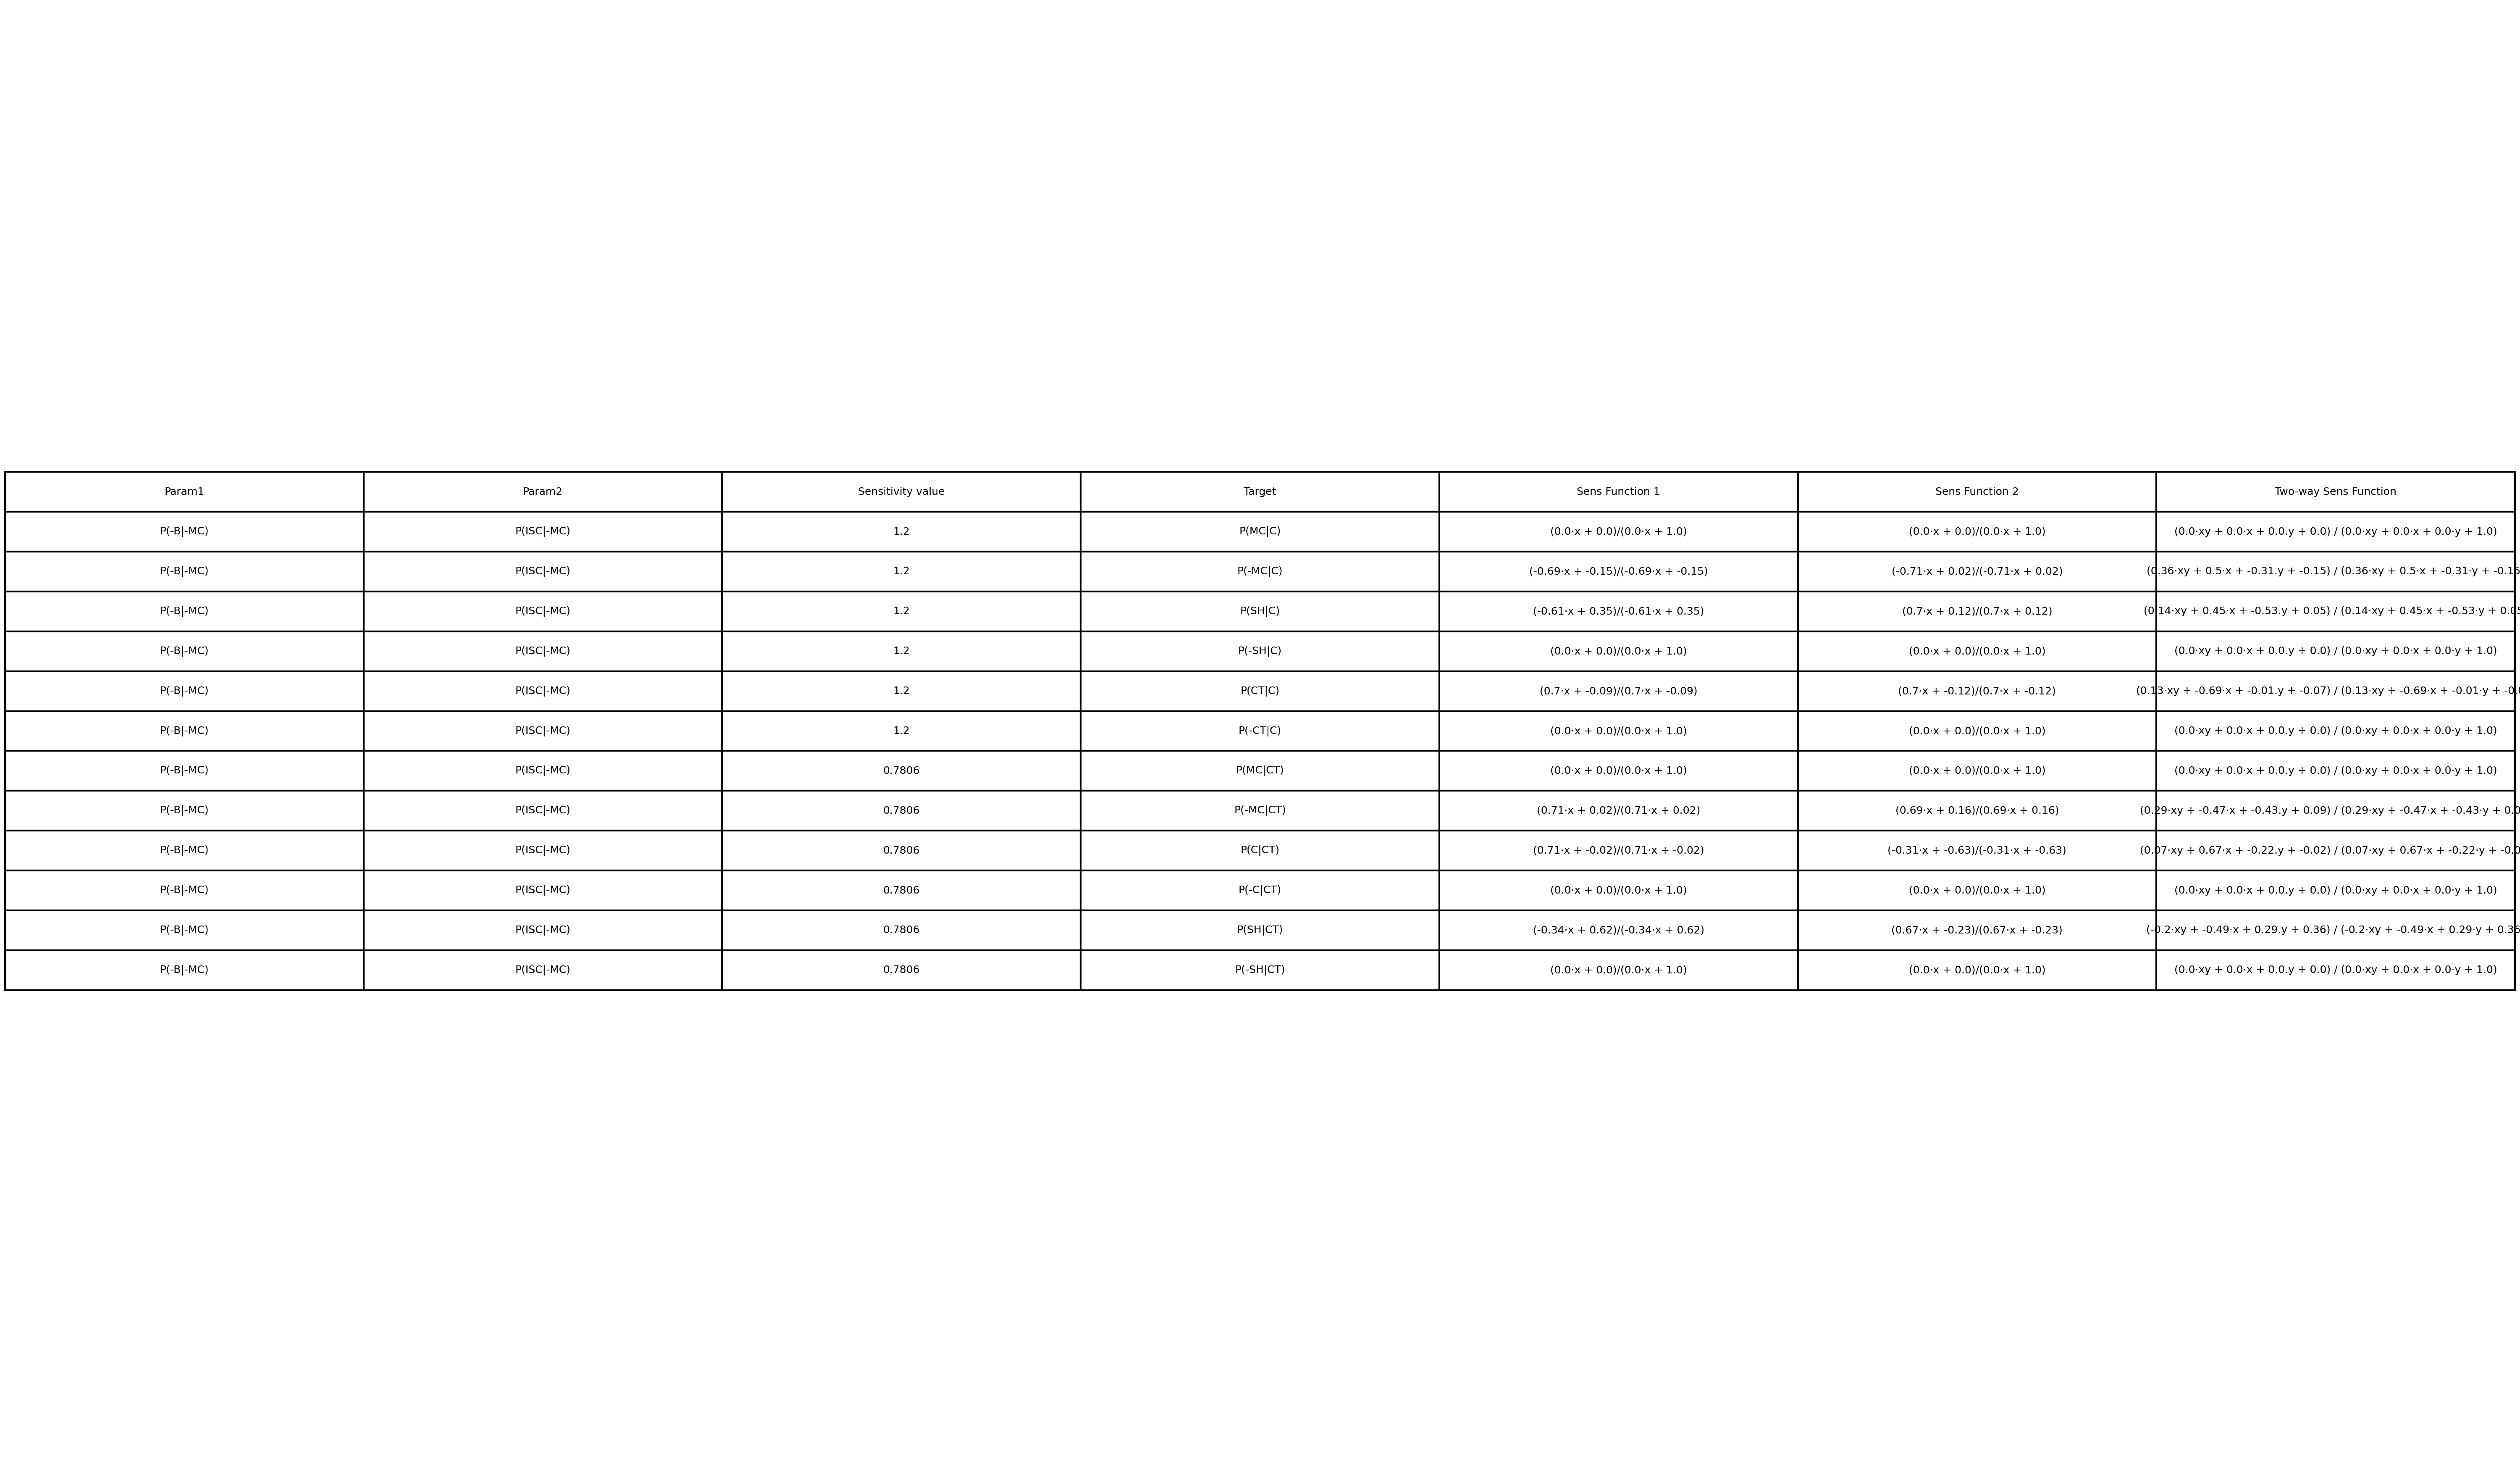 Param1 Param2 Sensitivity value Target Sens Function 1 Sens Function 2 Two-way Sens Function
P(-B|-MC) P(ISC|-MC) 1.2 P(MC|C) (0.0·x + 0.0)/(0.0·x + 1.0) (0.0·x + 0.0)/(0.0·x + 1.0) (0.0·xy + 0.0·x + 0.0.y + 0.0) / (0.0·xy + 0.0·x + 0.0·y + 1.0)
P(-B|-MC) P(ISC|-MC) 1.2 P(-MC|C) (-0.69·x + -0.15)/(-0.69·x + -0.15) (-0.71·x + 0.02)/(-0.71·x + 0.02) (0.36·xy + 0.5·x + -0.31.y + -0.15) / (0.36·xy + 0.5·x + -0.31·y + -0.15
P(-B|-MC) P(ISC|-MC) 1.2 P(SH|C) (-0.61·x + 0.35)/(-0.61·x + 0.35) (0.7·x + 0.12)/(0.7·x + 0.12) (0.14·xy + 0.45·x + -0.53.y + 0.05) / (0.14·xy + 0.45·x + -0.53·y + 0.05
P(-B|-MC) P(ISC|-MC) 1.2 P(-SH|C) (0.0·x + 0.0)/(0.0·x + 1.0) (0.0·x + 0.0)/(0.0·x + 1.0) (0.0·xy + 0.0·x + 0.0.y + 0.0) / (0.0·xy + 0.0·x + 0.0·y + 1.0)
P(-B|-MC) P(ISC|-MC) 1.2 P(CT|C) (0.7·x + -0.09)/(0.7·x + -0.09) (0.7·x + -0.12)/(0.7·x + -0.12) (0.13·xy + -0.69·x + -0.01.y + -0.07) / (0.13·xy + -0.69·x + -0.01·y + -0.0
P(-B|-MC) P(ISC|-MC) 1.2 P(-CT|C) (0.0·x + 0.0)/(0.0·x + 1.0) (0.0·x + 0.0)/(0.0·x + 1.0) (0.0·xy + 0.0·x + 0.0.y + 0.0) / (0.0·xy + 0.0·x + 0.0·y + 1.0)
P(-B|-MC) P(ISC|-MC) 0.7806 P(MC|CT) (0.0·x + 0.0)/(0.0·x + 1.0) (0.0·x + 0.0)/(0.0·x + 1.0) (0.0·xy + 0.0·x + 0.0.y + 0.0) / (0.0·xy + 0.0·x + 0.0·y + 1.0)
P(-B|-MC) P(ISC|-MC) 0.7806 P(-MC|CT) (0.71·x + 0.02)/(0.71·x + 0.02) (0.69·x + 0.16)/(0.69·x + 0.16) (0.29·xy + -0.47·x + -0.43.y + 0.09) / (0.29·xy + -0.47·x + -0.43·y + 0.0
P(-B|-MC) P(ISC|-MC) 0.7806 P(C|CT) (0.71·x + -0.02)/(0.71·x + -0.02) (-0.31·x + -0.63)/(-0.31·x + -0.63) (0.07·xy + 0.67·x + -0.22.y + -0.02) / (0.07·xy + 0.67·x + -0.22·y + -0.0
P(-B|-MC) P(ISC|-MC) 0.7806 P(-C|CT) (0.0·x + 0.0)/(0.0·x + 1.0) (0.0·x + 0.0)/(0.0·x + 1.0) (0.0·xy + 0.0·x + 0.0.y + 0.0) / (0.0·xy + 0.0·x + 0.0·y + 1.0)
P(-B|-MC) P(ISC|-MC) 0.7806 P(SH|CT) (-0.34·x + 0.62)/(-0.34·x + 0.62) (0.67·x + -0.23)/(0.67·x + -0.23) (-0.2·xy + -0.49·x + 0.29.y + 0.36) / (-0.2·xy + -0.49·x + 0.29·y + 0.36
P(-B|-MC) P(ISC|-MC) 0.7806 P(-SH|CT) (0.0·x + 0.0)/(0.0·x + 1.0) (0.0·x + 0.0)/(0.0·x + 1.0) (0.0·xy + 0.0·x + 0.0.y + 0.0) / (0.0·xy + 0.0·x + 0.0·y + 1.0)